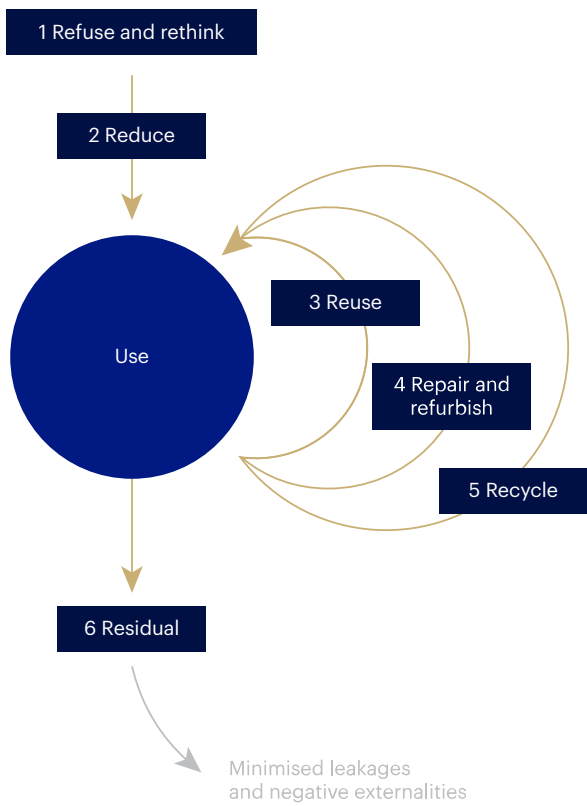 1 Refuse and rethink
2 Reduce
3 Reuse
Use
4 Repair and
refurbish
5 Recycle
6 Residual
Minimised leakages
and negative externalities